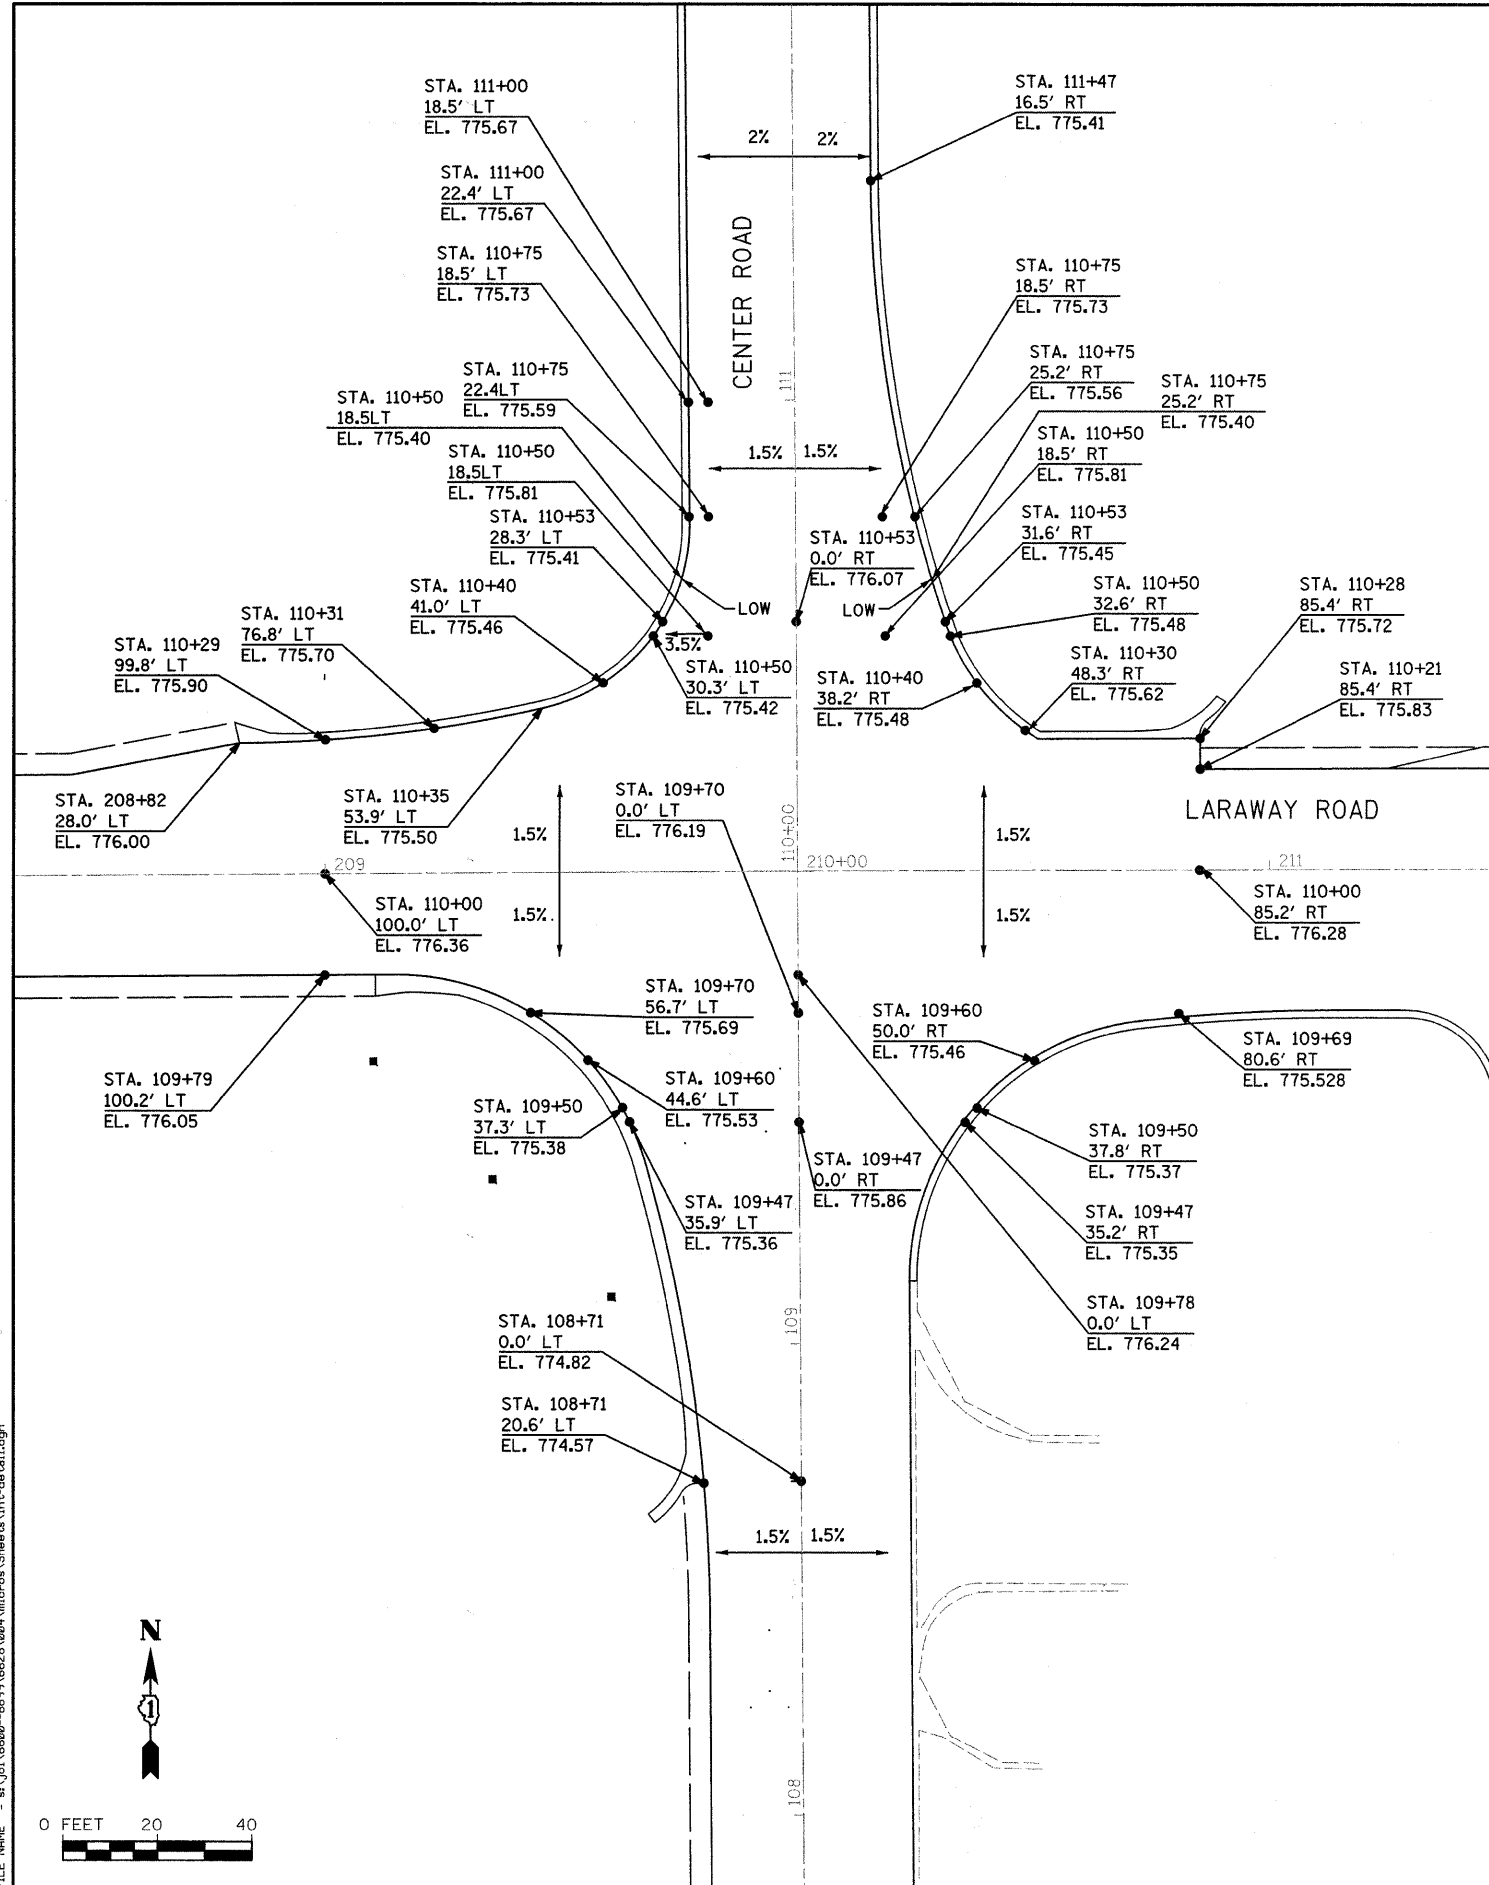 STA. 111+00
18.5' LT
EL. 775.67
STA. 111+47
16.5' RT
EL. 775.41
2% 2%
STA. 111+00
22.4' LT
EL. 775.67
CENTER ROAD
STA. 110+75
18.5' LT
EL. 775.73
STA. 110+75
18.5' RT
EL. 775.73
STA. 110+75
25.2' RT
EL. 775.56
STA. 110+75
22.4LT
EL. 775.59
111
STA. 110+75
25.2' RT
EL. 775.40
STA. 110+50
18.5LT
EL. 775.40
STA. 110+50
18.5' RT
EL. 775.81
STA. 110+50
18.5LT
EL. 775.81
1.5% 1.5%
STA. 110+53
28.3' LT
EL. 775.41
STA. 110+53
31.6' RT
EL. 775.45
STA. 110+53
0.0' RT
EL. 776.07
STA. 110+40
41.0' LT
EL. 775.46
STA. 110+50
32.6' RT
EL. 775.48
STA. 110+28
85.4' RT
EL. 775.72
LOW
LOW
STA. 110+31
76.8' LT
EL. 775.70
STA. 110+29
99.8' LT
EL. 775.90
3.5%
STA. 110+50
30.3' LT
EL. 775.42
STA. 110+40
38.2' RT
EL. 775.48
STA. 110+30
48.3' RT
EL. 775.62
STA. 110+21
85.4' RT
EL. 775.83
STA. 208+82
28.0' LT
EL. 776.00
STA. 110+35
53.9' LT
EL. 775.50
STA. 109+70
0.0' LT
EL. 776.19
LARAWAY ROAD
1.5%
110+00
1.5%
209
210+00
211
STA. 110+00
100.0' LT
EL. 776.36
1.5%
1.5%
STA. 110+00
85.2' RT
EL. 776.28
STA. 109+70
56.7' LT
EL. 775.69
STA. 109+60
50.0' RT
EL. 775.46
STA. 109+69
80.6' RT
EL. 775.528
STA. 109+79
100.2' LT
EL. 776.05
STA. 109+60
44.6' LT
EL. 775.53
STA. 109+50
37.3' LT
EL. 775.38
STA. 109+50
37.8' RT
EL. 775.37
STA. 109+47
0.0' RT
EL. 775.86
STA. 109+47
35.9' LT
EL. 775.36
STA. 109+47
35.2' RT
EL. 775.35
STA. 109+78
0.0' LT
EL. 776.24
109
STA. 108+71
0.0' LT
EL. 774.82
STA. 108+71
20.6' LT
EL. 774.57
1.5% 1.5%
N
1
108
0 FEET 20 40